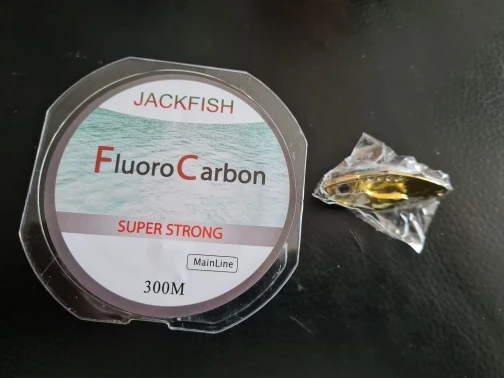 JACKFISH
FluoroCarbon
SUPER STRONG
MainLine
300M